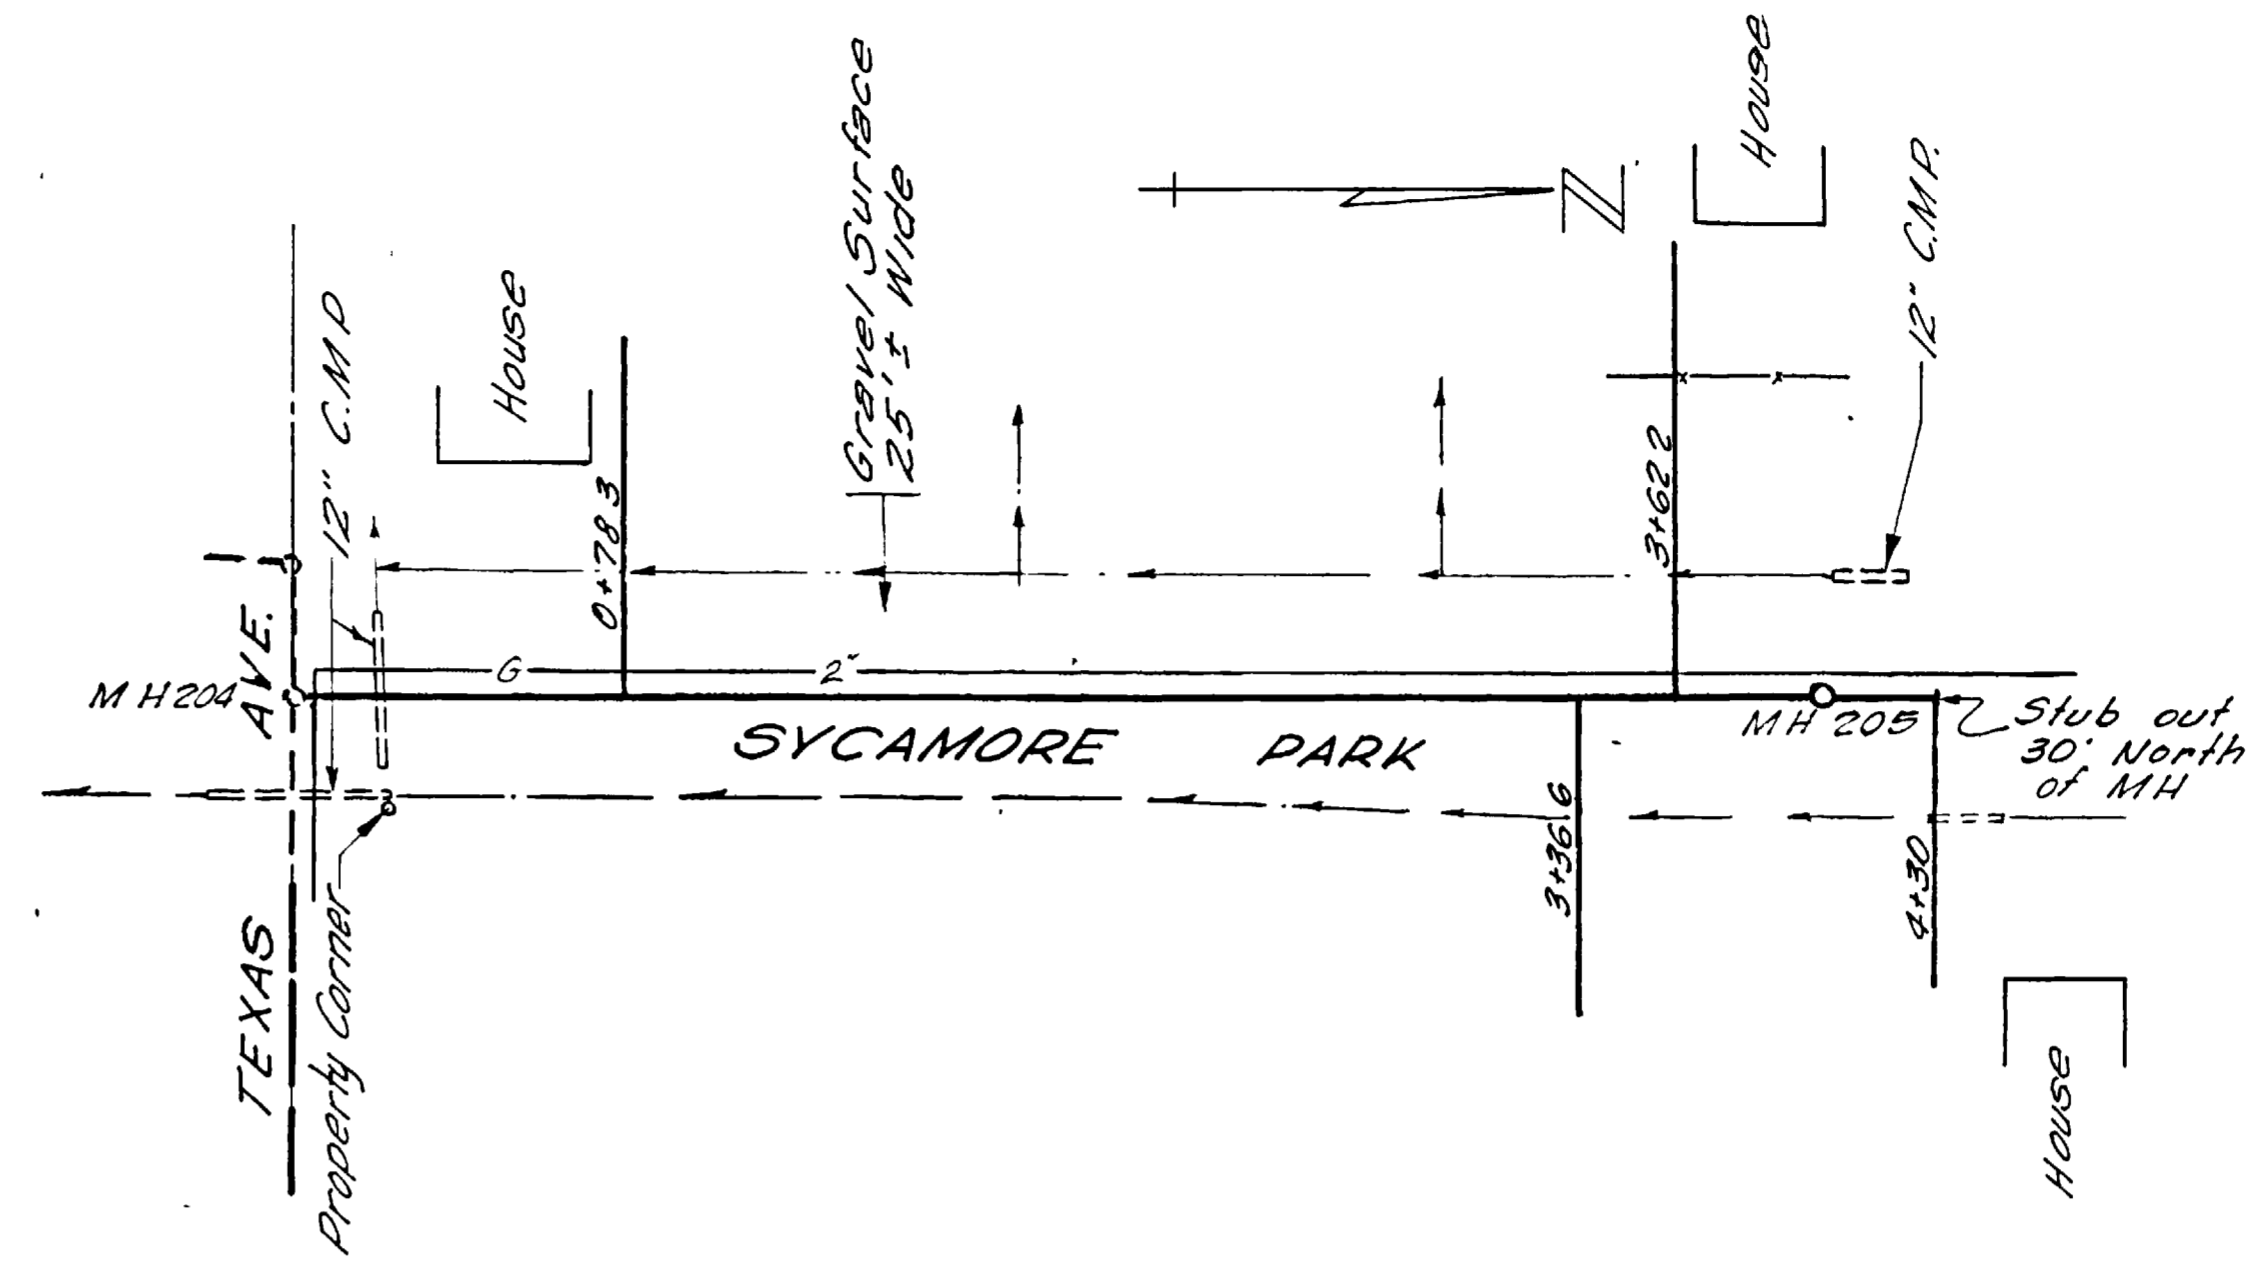 MH 204
TEXAS AVE.
12" C.M.P
Property Corner
House
0+78 3
Gravel Surface
25'± Wide
G
2"
SYCAMORE PARK
N
3+36 6
3+62 2
House
12" C.M.P.
MH 205
4+30
Stub out
30' North
of MH
House